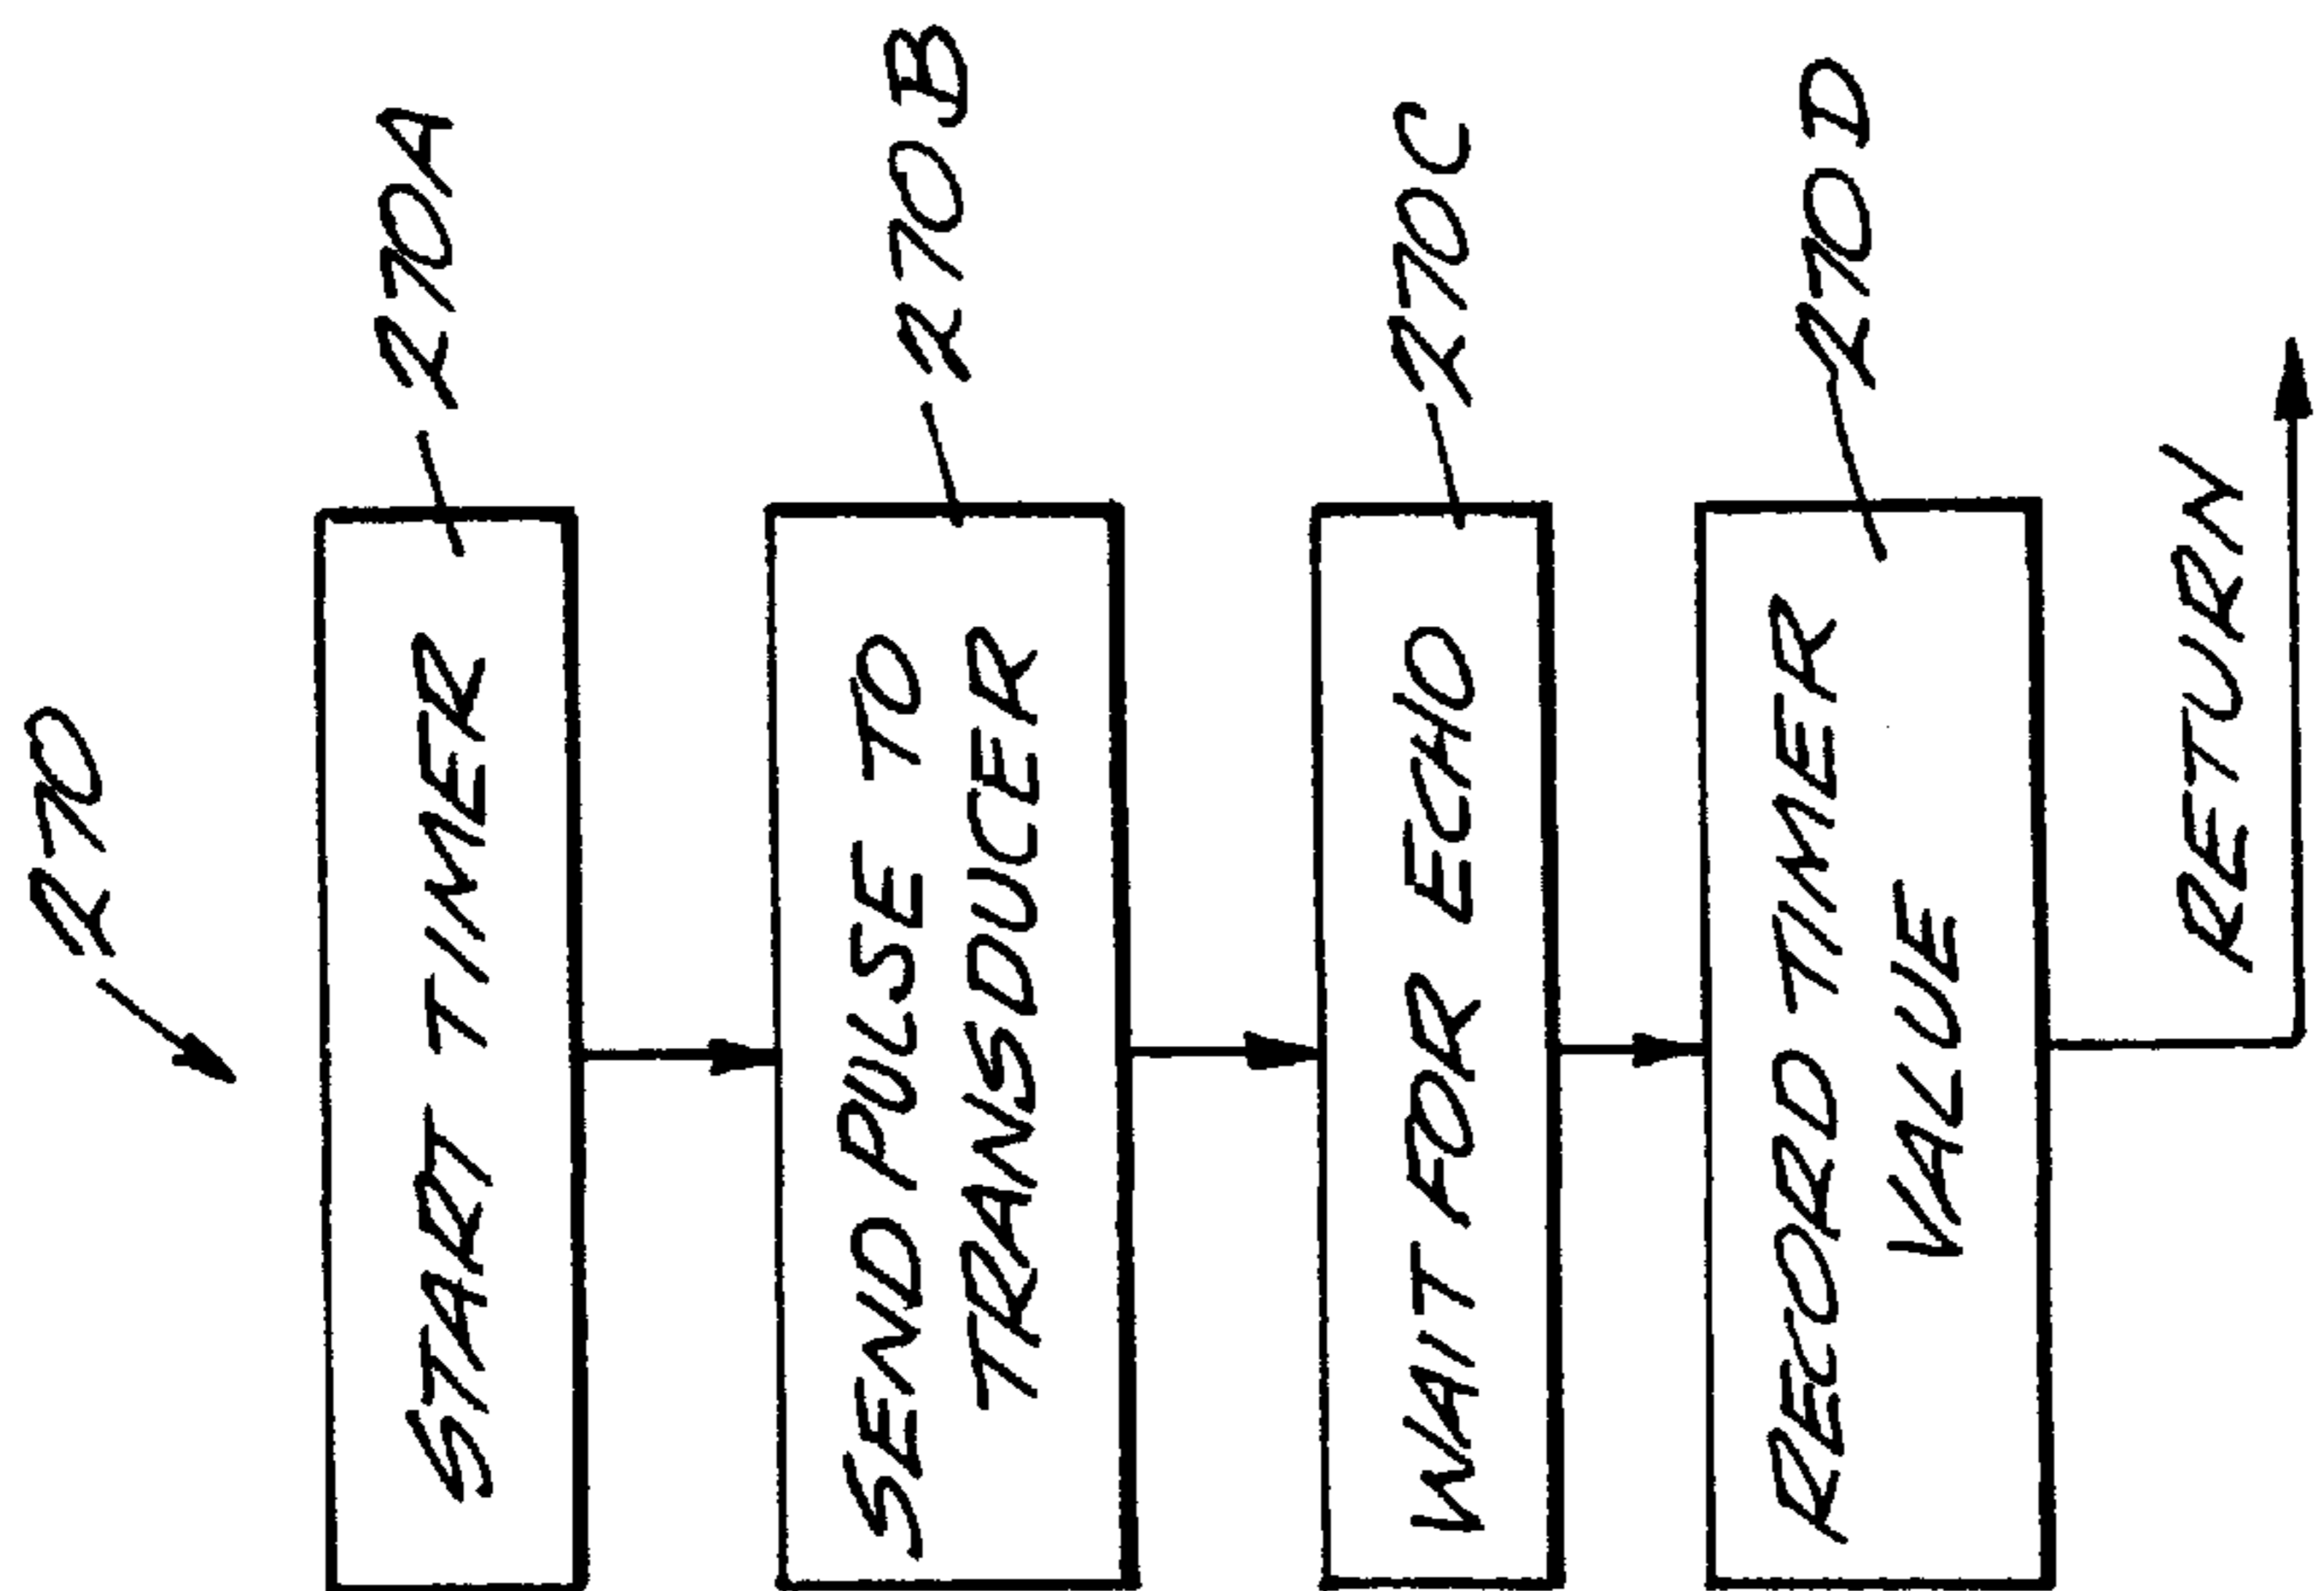 270
START TIMER
270A
SEND PULSE TO
TRANSDUCER
270B
WAIT FOR ECHO
270C
RECORD TIMER
VALUE
270D
RETURN